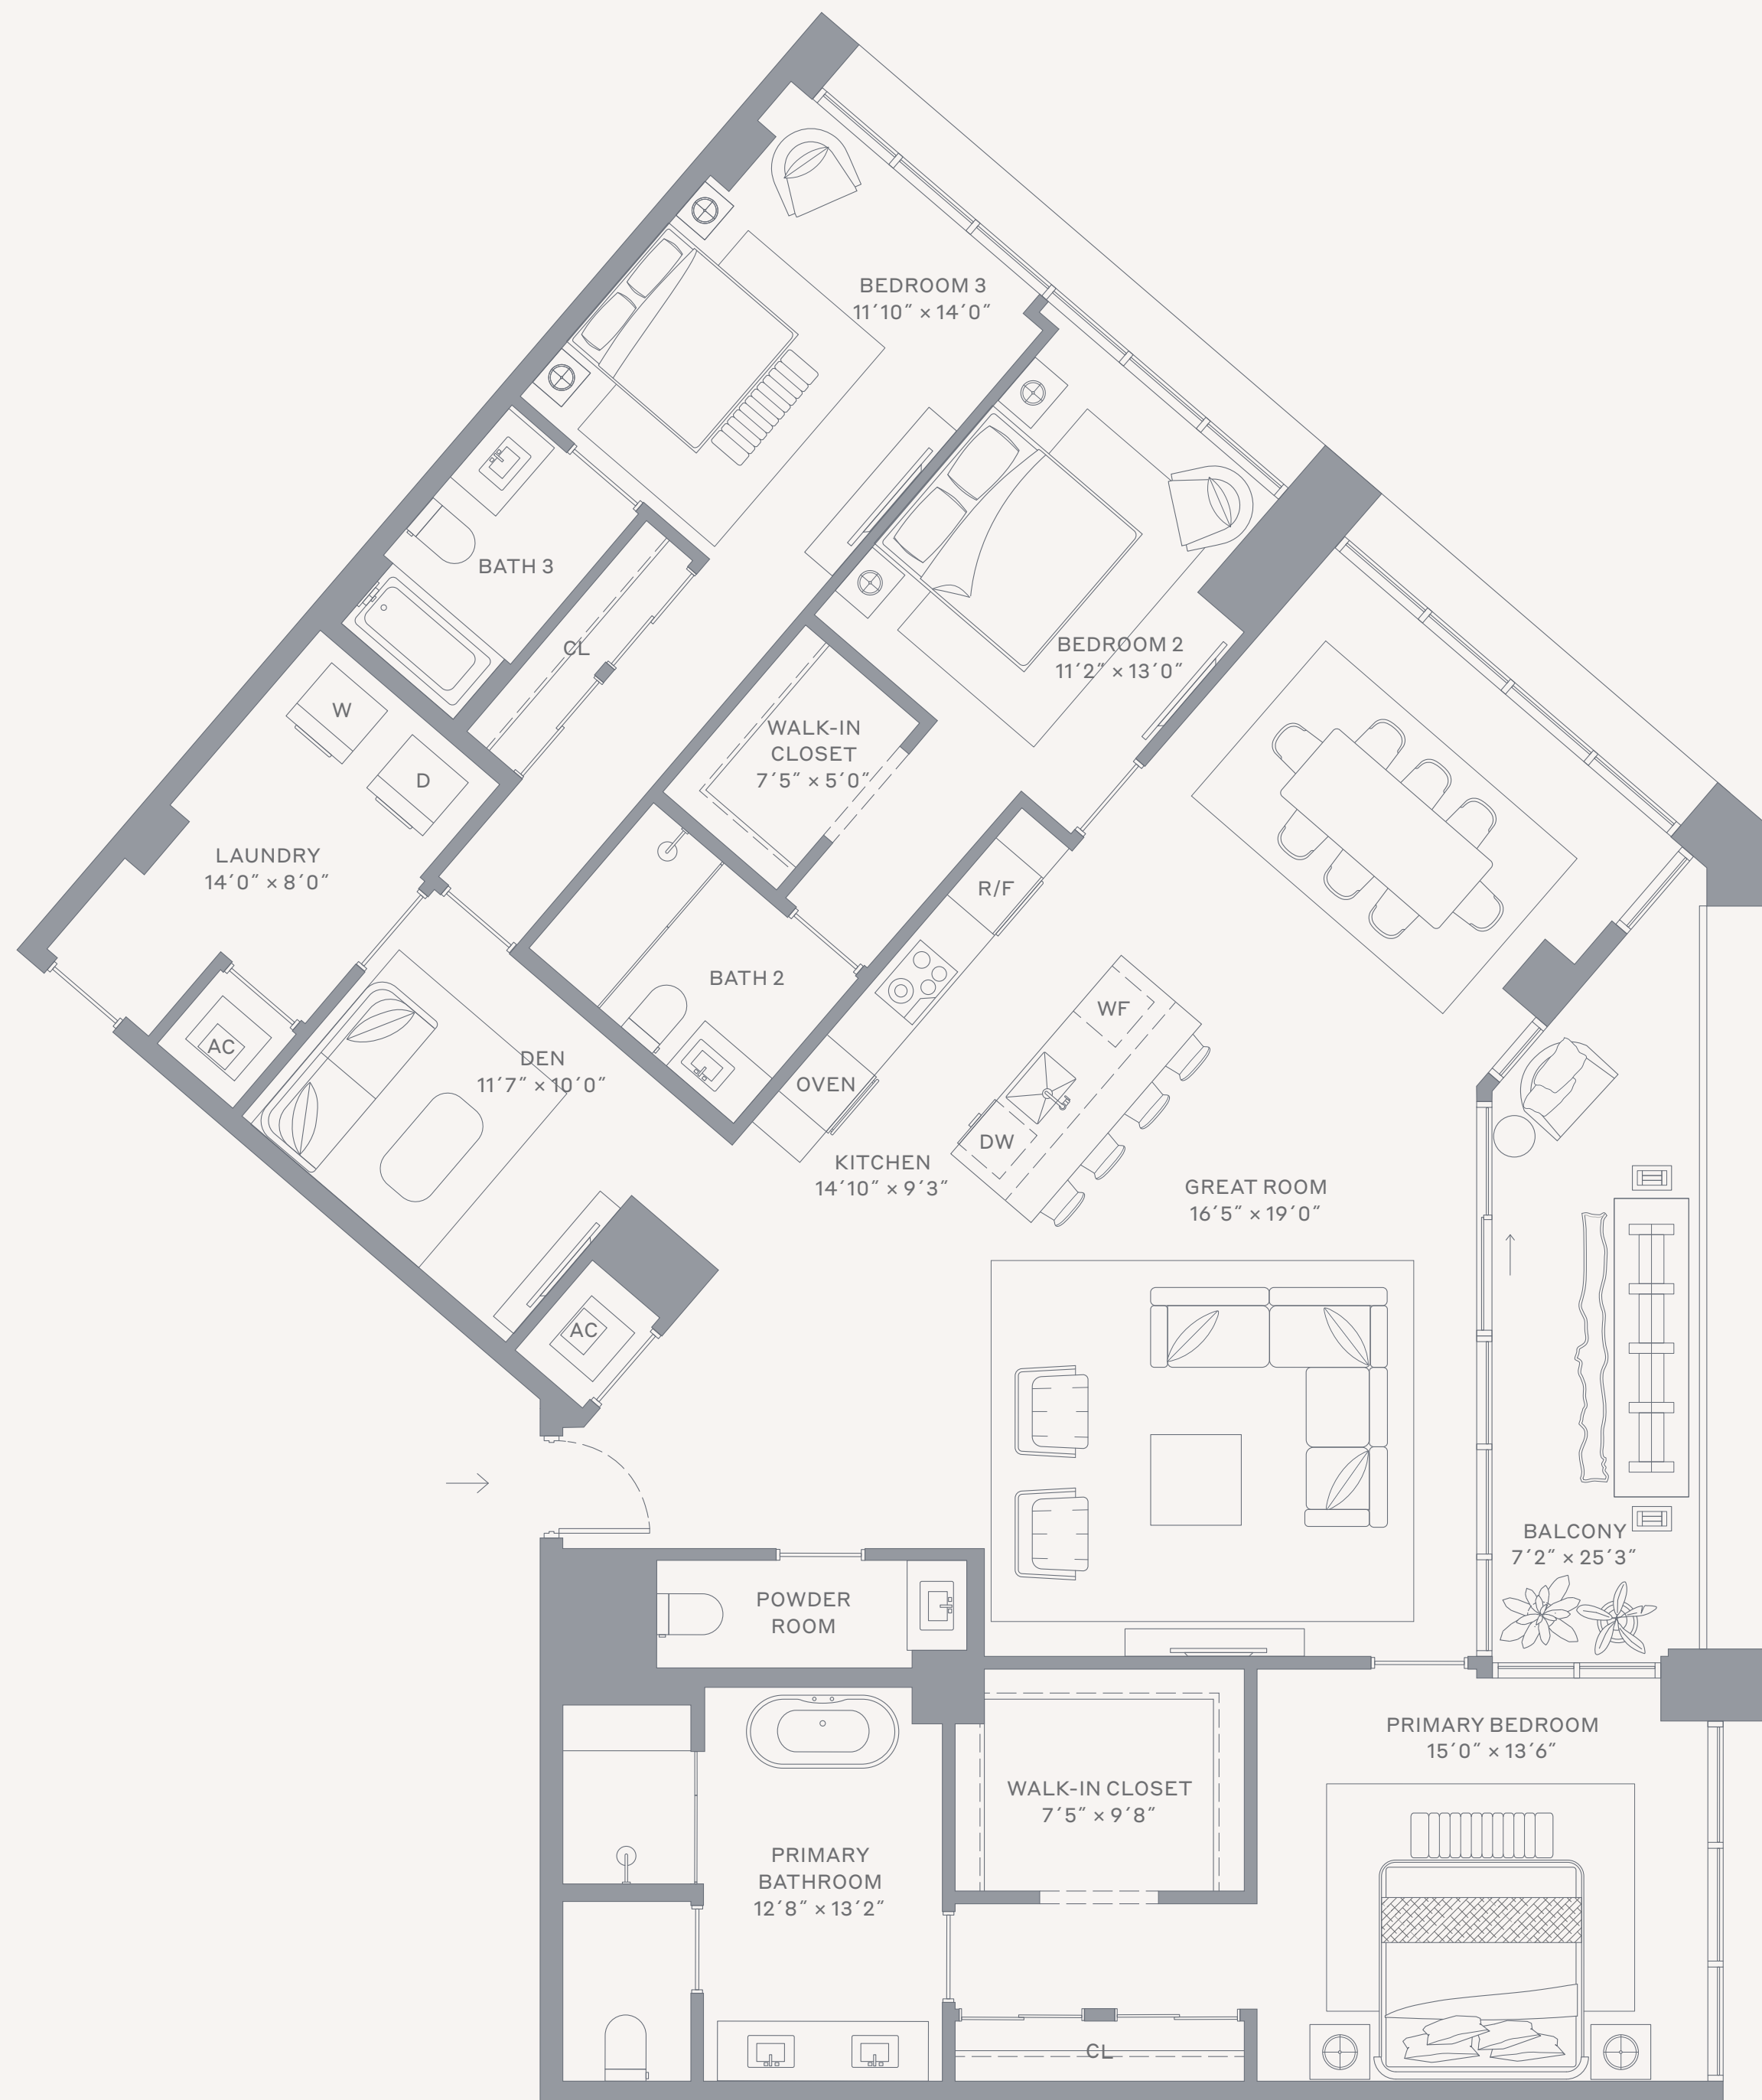 BEDROOM 3
11′10″ × 14′0″
BATH 3
CL
BEDROOM 2
11′2″ × 13′0″
W
D
WALK-IN
CLOSET
7′5″ × 5′0″
LAUNDRY
14′0″ × 8′0″
R/F
BATH 2
WF
AC
DEN
11′7″ × 10′0″
OVEN
DW
KITCHEN
14′10″ × 9′3″
GREAT ROOM
16′5″ × 19′0″
AC
BALCONY
7′2″ × 25′3″
POWDER
ROOM
PRIMARY BEDROOM
15′0″ × 13′6″
WALK-IN CLOSET
7′5″ × 9′8″
PRIMARY
BATHROOM
12′8″ × 13′2″
CL